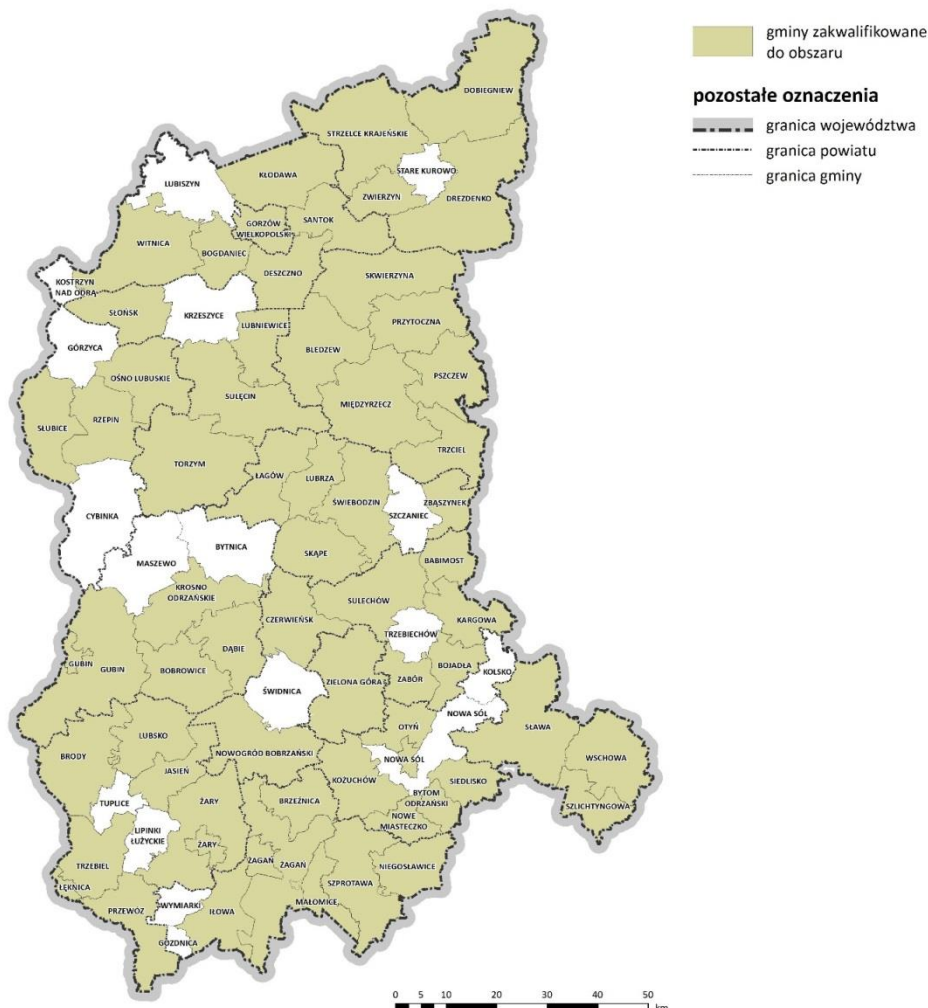 gminy zakwalifikowane
do obszaru
pozostałe oznaczenia
granica województwa
granica powiatu
granica gminy
DOBIEGNIEW
STRZELCE KRAJEŃSKIE
STARE KUROWO
KŁODAWA
LUBISZYN
ZWIERZYN
DREZDENKO
SANTOK
GORZÓW
WIELKOPOLSKI
WITNICA
BOGDANIEC
DESZCZNO
SKWIERZYNA
KOSTRZYN
NAD ODRĄ
SŁOŃSK
KRZESZYCE
LUBNIEWICE
PRZYTOCZNA
GÓRZYCA
BLEDZEW
PSZCZEW
OŚNO LUBUSKIE
SULĘCIN
MIĘDZYRZECZ
RZEPIN
SŁUBICE
TRZCIEL
TORZYM
ŁAGÓW
LUBRZA
ŚWIEBODZIN
ZBĄSZYNEK
SZCZANIEC
CYBINKA
BYTNICA
SKĄPE
MASZEWO
BABIMOST
KROSNO
ODRZAŃSKIE
SULECHÓW
CZERWIEŃSK
KARGOWA
TRZEBIECHÓW
DĄBIE
GUBIN
GUBIN
BOBROWICE
BOJADŁA
KOLSKO
ZABÓR
ZIELONA GÓRA
ŚWIDNICA
NOWA SÓL
OTYŃ
SŁAWA
LUBSKO
BRODY
NOWOGRÓD BOBRZAŃSKI
NOWA SÓL
WSCHOWA
JASIEŃ
KOŻUCHÓW
SIEDLISKO
BYTOM
ODRZAŃSKI
TUPLICE
ŻARY
BRZEŹNICA
SZLICHTYNGOWA
NOWE
MIASTECZKO
LIPINKI
ŁUŻYCKIE
ŻARY
TRZEBIEL
ŻAGAŃ
ŻAGAŃ
NIEGOSŁAWICE
SZPROTAWA
ŁĘKNICA
MAŁOMICE
WYMIARKI
PRZEWÓZ
IŁOWA
GOZDNICA
0 5 10 20 30 40 50
km